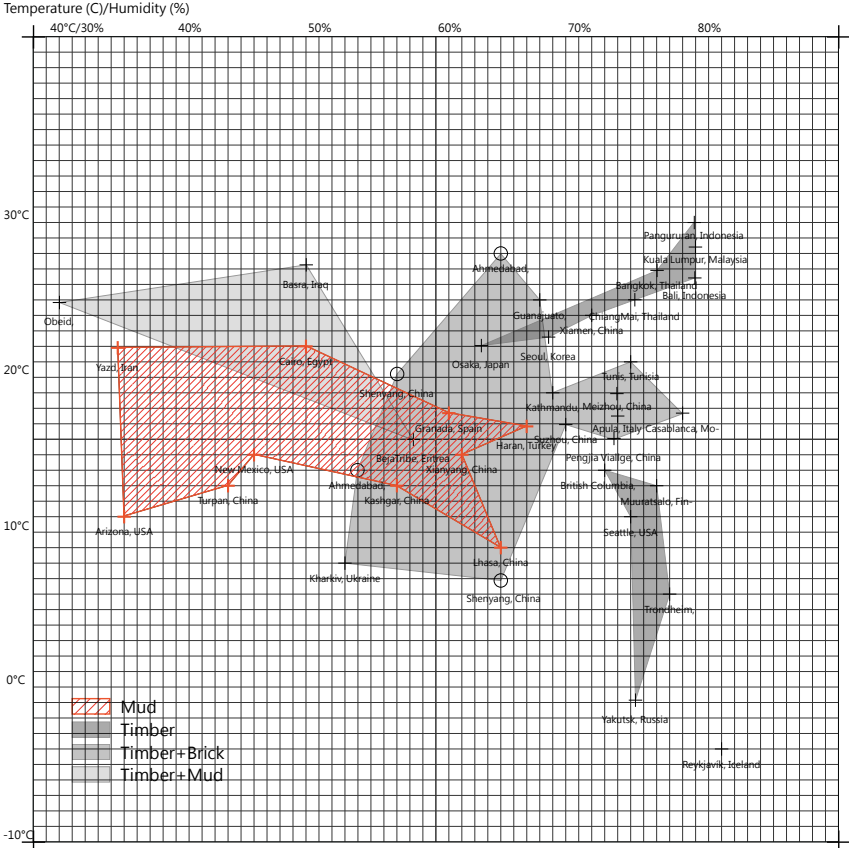 Temperature (C)/Humidity (%)
40°C/30% 40% 50% 60% 70% 80%
30°C
Pangururan, Indonesia
Kuala Lumpur, Malaysia
Ahmedabad,
Basra, Iraq
Bangkok, Thailand
Bali, Indonesia
Obeid,
Guanajuato
ChiangMai, Thailand
Xiamen, China
Seoul, Korea
Cairo, Egypt
Yazd, Iran
Osaka, Japan
20°C
Tunis, Tunisia
Shenyang, China
Kathmandu, Meizhou, China
Granada, Spain
Apula, Italy Casablanca, Mo-
Suzhou, China
Haran, Turkey
BejaTribe, Eritrea
Pengjia Viallge, China
New Mexico, USA
Xianyang, China
Ahmedabad,
British Columbia,
Turpan, China
Kashgar, China
Muuratsalo, Fin-
10°C
Arizona, USA
Seattle, USA
Lhasa, China
Kharkiv, Ukraine
Shenyang, China
Trondheim,
0°C
Mud
Yakutsk, Russia
Timber
Timber+Brick
Reykjavik, Iceland
Timber+Mud
-10°C